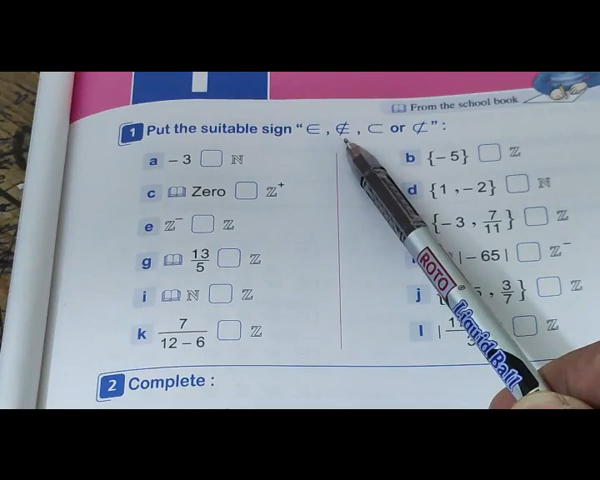 From the school book
1 Put the suitable sign “∈ , ∉ , ⊂ or ⊄” :
a – 3 □ ℕ
b {– 5} □ ℤ
c Zero □ ℤ⁺
d {1 , – 2} □ ℕ
e ℤ⁻ □ ℤ
{– 3 , 7/11} □ ℤ
g 13/5 □ ℤ
| – 65 | □ ℤ⁻
i ℕ □ ℤ
j , 3/7} □ ℤ
k 7/(12 – 6) □ ℤ
l □ ℤ
2 Complete :
ROTO
Liquid Ball